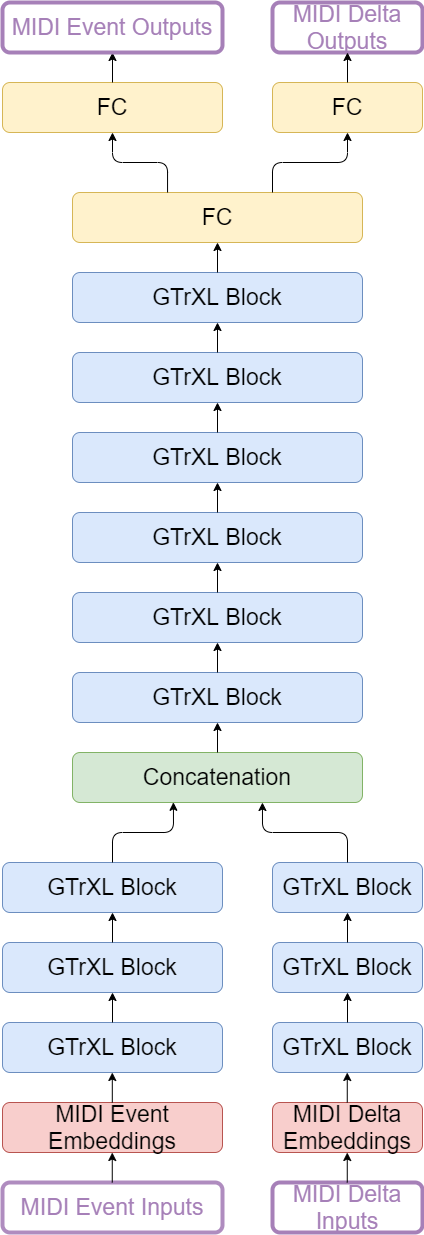 MIDI Event Outputs
MIDI Delta
Outputs
FC
FC
FC
GTrXL Block
GTrXL Block
GTrXL Block
GTrXL Block
GTrXL Block
GTrXL Block
Concatenation
GTrXL Block
GTrXL Block
GTrXL Block
GTrXL Block
GTrXL Block
GTrXL Block
MIDI Event
Embeddings
MIDI Delta
Embeddings
MIDI Event Inputs
MIDI Delta
Inputs